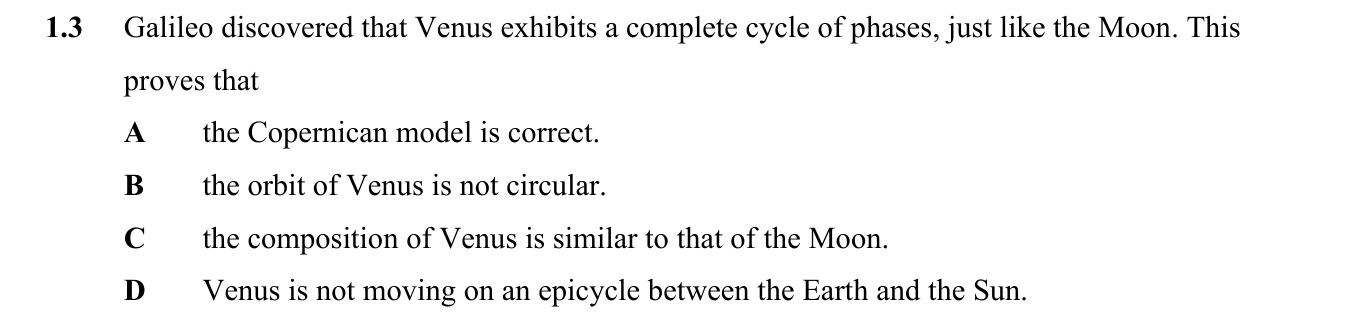 1.3 Galileo discovered that Venus exhibits a complete cycle of phases, just like the Moon. This
proves that
A the Copernican model is correct.
B the orbit of Venus is not circular.
C the composition of Venus is similar to that of the Moon.
D Venus is not moving on an epicycle between the Earth and the Sun.